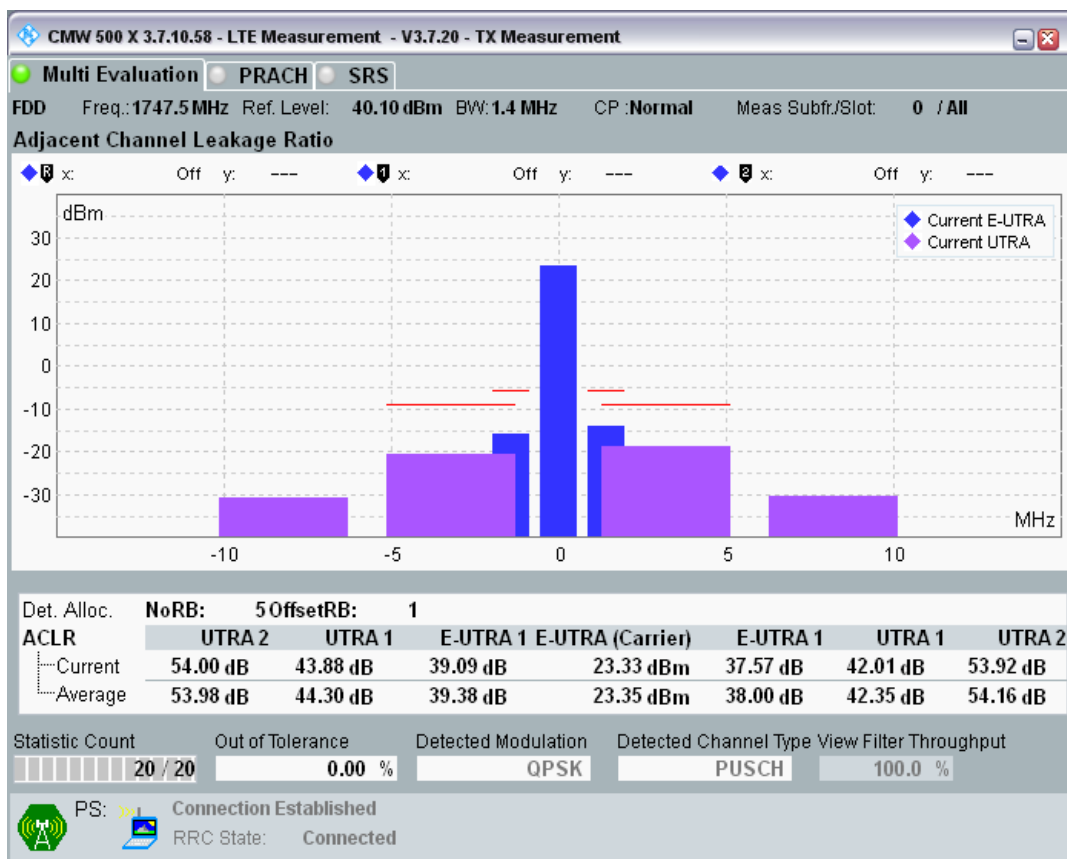 CMW 500 X 3.7.10.58 - LTE Measurement - V3.7.20 - TX Measurement
Multi Evaluation PRACH SRS
FDD Freq.: 1747.5 MHz Ref. Level: 40.10 dBm BW: 1.4 MHz CP :Normal Meas Subfr./Slot: 0 / All
Adjacent Channel Leakage Ratio
R x: Off y: --- 1 x: Off y: --- 2 x: Off y: ---
dBm
Current E-UTRA
Current UTRA
30
20
10
0
-10
-20
-30
MHz
-10 -5 0 5 10
Det. Alloc. NoRB: 5 OffsetRB: 1
ACLR UTRA 2 UTRA 1 E-UTRA 1 E-UTRA (Carrier) E-UTRA 1 UTRA 1 UTRA 2
Current 54.00 dB 43.88 dB 39.09 dB 23.33 dBm 37.57 dB 42.01 dB 53.92 dB
Average 53.98 dB 44.30 dB 39.38 dB 23.35 dBm 38.00 dB 42.35 dB 54.16 dB
Statistic Count Out of Tolerance Detected Modulation Detected Channel Type View Filter Throughput
20 / 20 0.00 % QPSK PUSCH 100.0 %
PS: Connection Established
RRC State: Connected